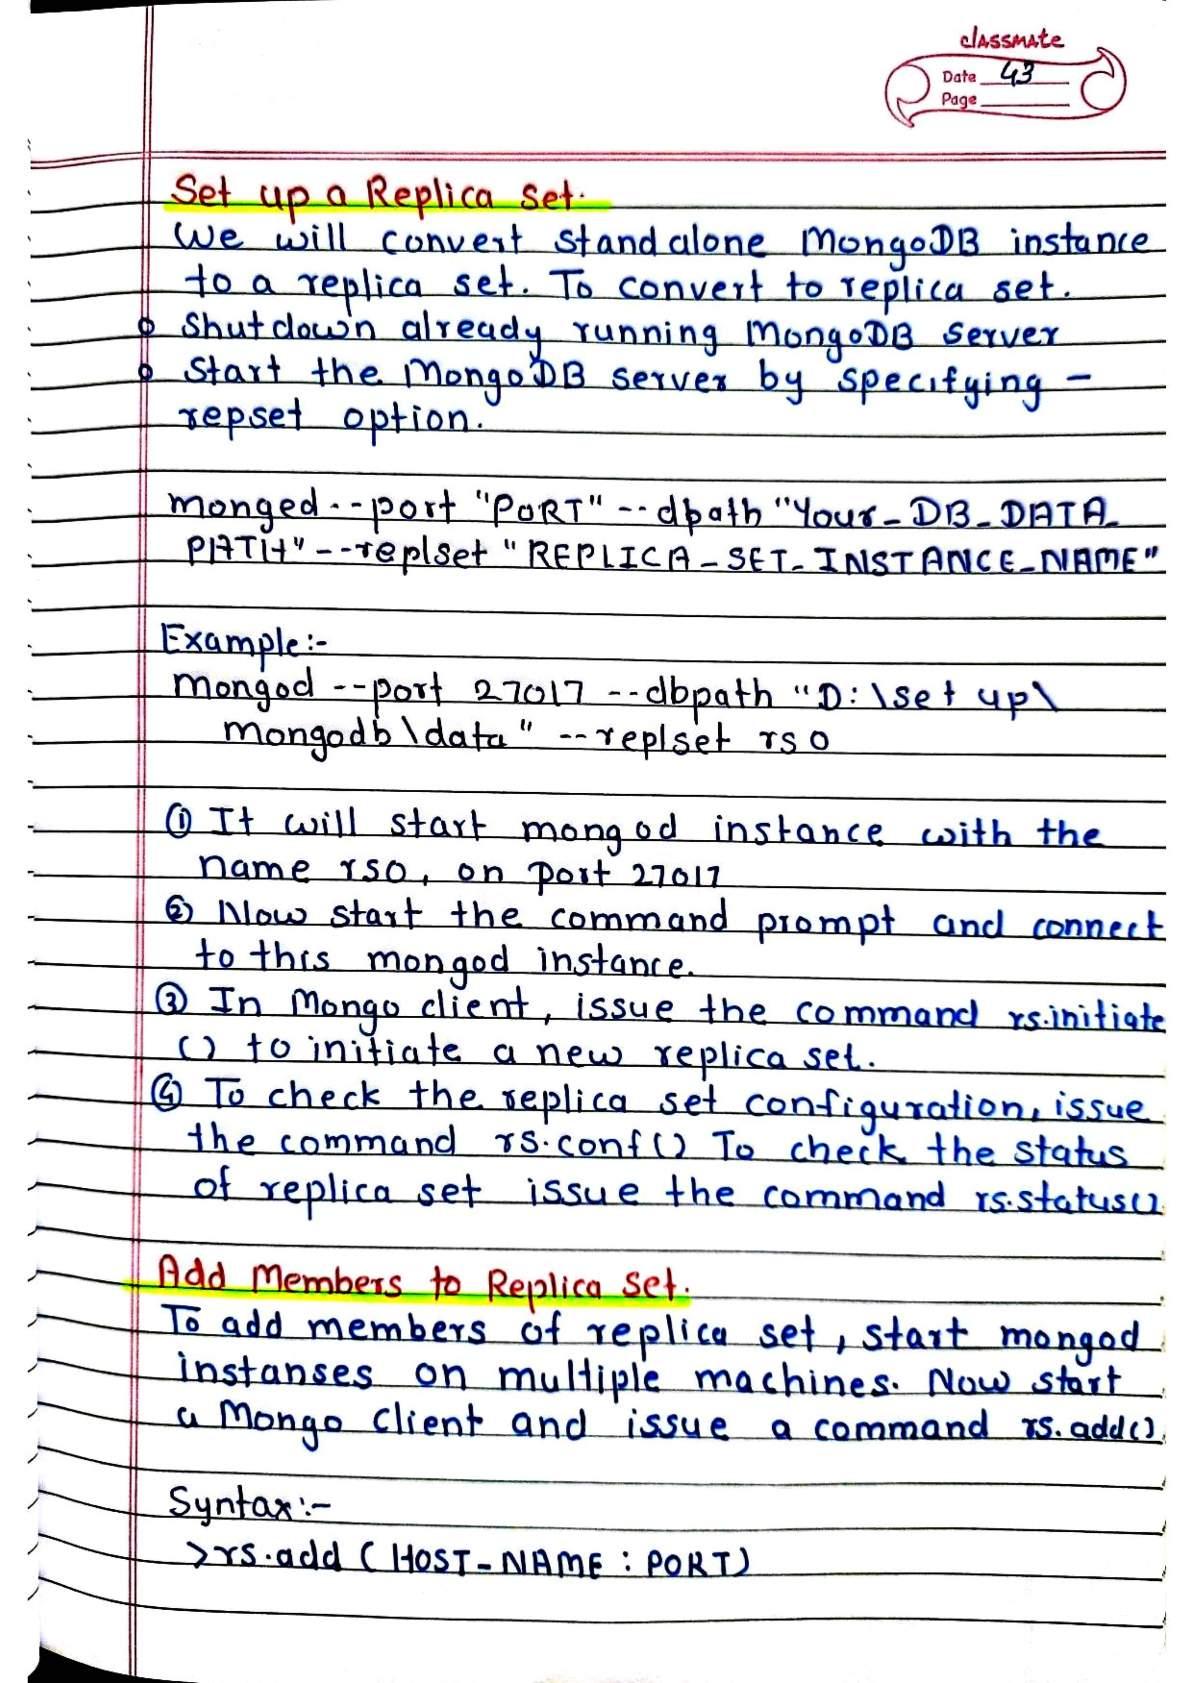 classmate
Date 43
Page
Set up a Replica Set.
We will convert standalone MongoDB instance
to a replica set. To convert to replica set.
Shutdown already running MongoDB server
Start the MongoDB server by specifying -
repset option.
monged --port "PORT" -- dbpath "Your_DB_DATA_
PATH" -- replset "REPLICA_SET_INSTANCE_NAME"
Example:-
mongod --port 27017 --dbpath "D:\set up\
mongodb\data" -- replset rs0
① It will start mongod instance with the
name rs0, on port 27017
② Now start the command prompt and connect
to this mongod instance.
③ In Mongo client, issue the command rs.initiate
() to initiate a new replica set.
④ To check the replica set configuration, issue
the command rs.conf() To check the status
of replica set issue the command rs.status()
Add Members to Replica Set.
To add members of replica set, start mongod
instanses on multiple machines. Now start
a Mongo client and issue a command rs.add().
Syntax:-
>rs.add (HOST_NAME : PORT)